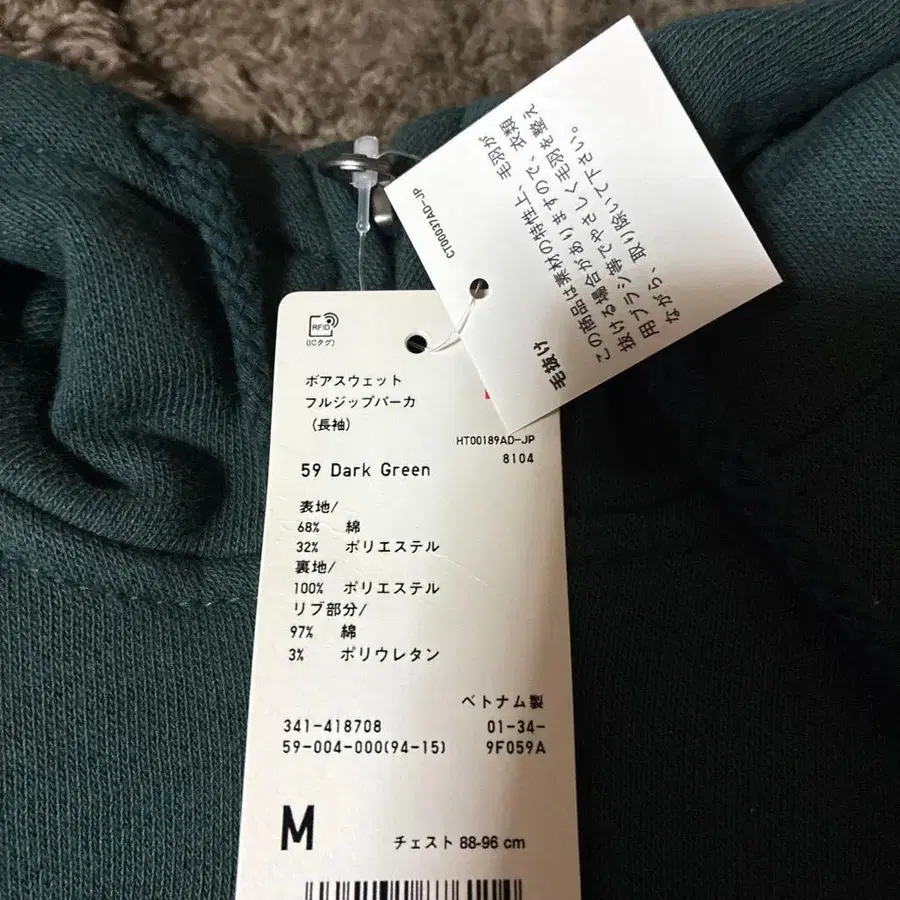 CT00037AD-JP
毛抜け
この商品は素材の特性上、毛羽が
抜ける場合がありますので、衣類
用ブラシ等でやさしく毛羽を整え
ながら、取り除いて下さい。
RFID
(ICタグ)
ボアスウェット
フルジップパーカ
(長袖)
HT00189AD-JP
8104
59 Dark Green
表地/
68% 綿
32% ポリエステル
裏地/
100% ポリエステル
リブ部分/
97% 綿
3% ポリウレタン
ベトナム製
341-418708 01-34-
59-004-000(94-15) 9F059A
M チェスト 88-96 cm